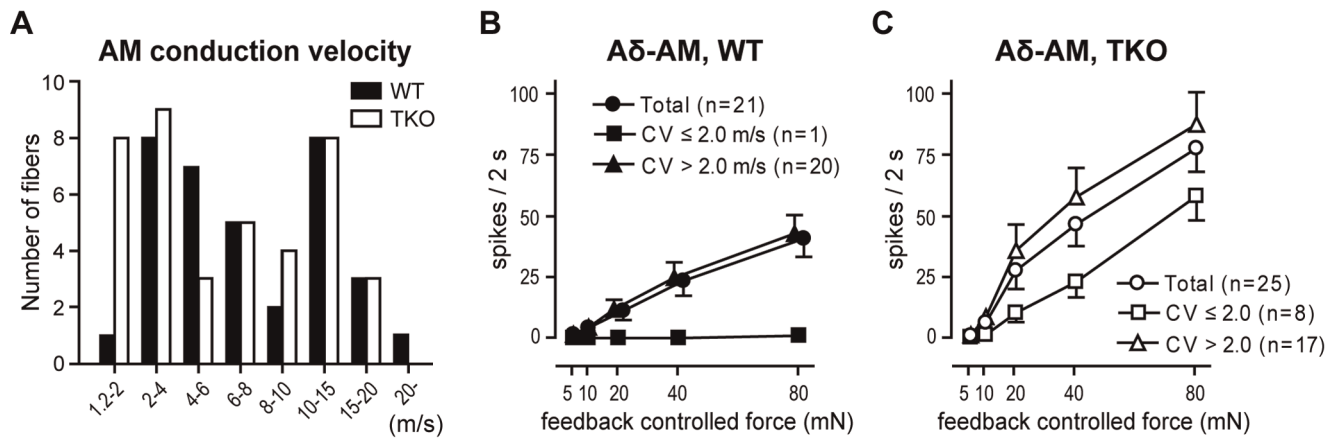 A
AM conduction velocity
Number of fibers
10
8
6
4
2
0
WT
TKO
1.2-2
2-4
4-6
6-8
8-10
10-15
15-20
20-
(m/s)
B
Aδ-AM, WT
spikes / 2 s
100
75
50
25
0
Total (n=21)
CV ≤ 2.0 m/s (n=1)
CV > 2.0 m/s (n=20)
5 10 20 40 80
feedback controlled force (mN)
C
Aδ-AM, TKO
spikes / 2 s
100
75
50
25
0
Total (n=25)
CV ≤ 2.0 (n=8)
CV > 2.0 (n=17)
5 10 20 40 80
feedback controlled force (mN)